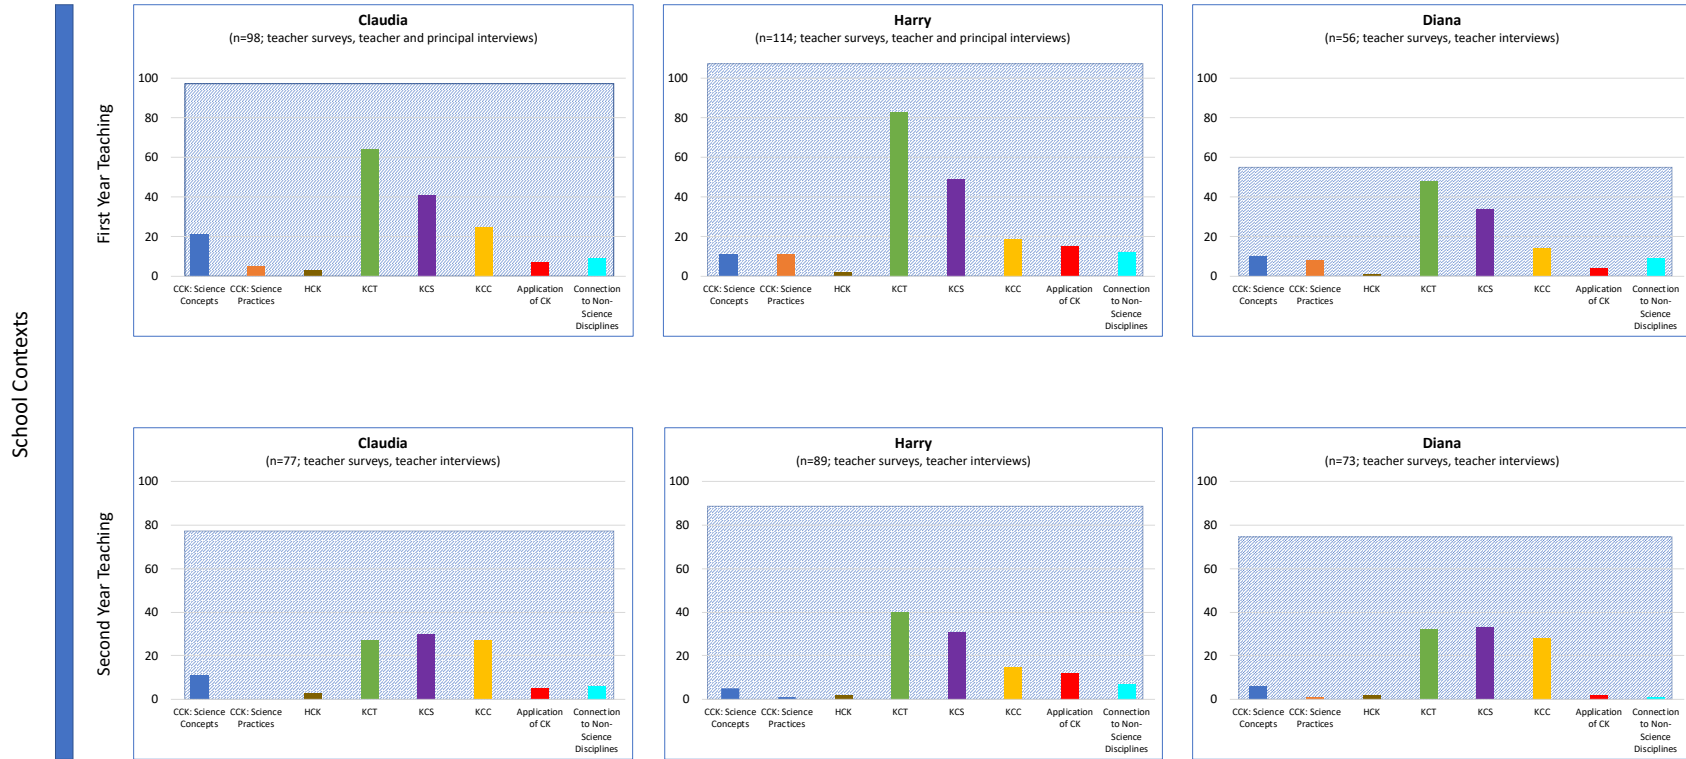 School Contexts
First Year Teaching
Claudia
(n=98; teacher surveys, teacher and principal interviews)
100
80
60
40
20
0
CCK: Science
Concepts
CCK: Science
Practices
HCK
KCT
KCS
KCC
Application
of CK
Connection
to Non-
Science
Disciplines
Harry
(n=114; teacher surveys, teacher and principal interviews)
100
80
60
40
20
0
CCK: Science
Concepts
CCK: Science
Practices
HCK
KCT
KCS
KCC
Application
of CK
Connection
to Non-
Science
Disciplines
Diana
(n=56; teacher surveys, teacher interviews)
100
80
60
40
20
0
CCK: Science
Concepts
CCK: Science
Practices
HCK
KCT
KCS
KCC
Application
of CK
Connection
to Non-
Science
Disciplines
Second Year Teaching
Claudia
(n=77; teacher surveys, teacher interviews)
100
80
60
40
20
0
CCK: Science
Concepts
CCK: Science
Practices
HCK
KCT
KCS
KCC
Application
of CK
Connection
to Non-
Science
Disciplines
Harry
(n=89; teacher surveys, teacher interviews)
100
80
60
40
20
0
CCK: Science
Concepts
CCK: Science
Practices
HCK
KCT
KCS
KCC
Application
of CK
Connection
to Non-
Science
Disciplines
Diana
(n=73; teacher surveys, teacher interviews)
100
80
60
40
20
0
CCK: Science
Concepts
CCK: Science
Practices
HCK
KCT
KCS
KCC
Application
of CK
Connection
to Non-
Science
Disciplines